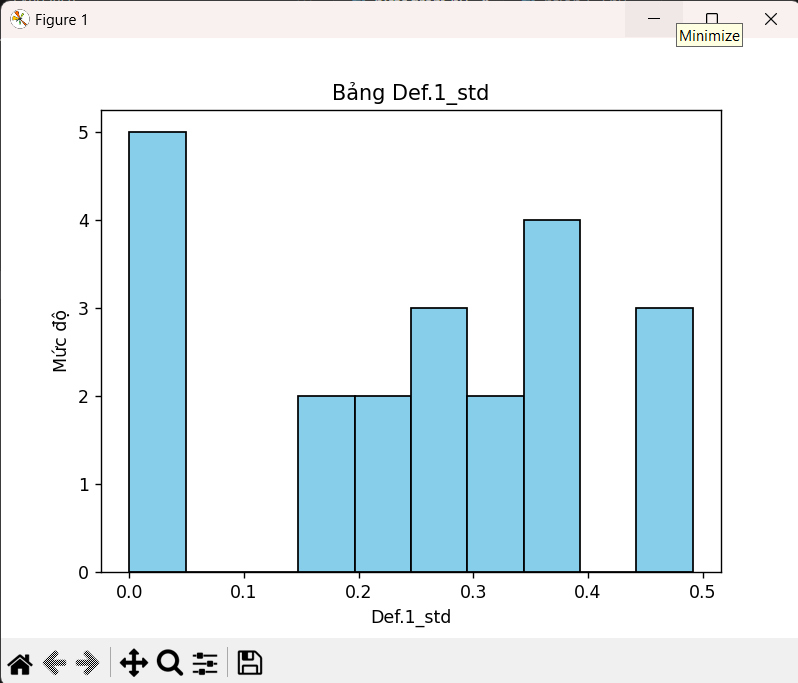 Figure 1
Minimize
Bảng Def.1_std
5
4
3
2
1
0
Mức độ
0.0 0.1 0.2 0.3 0.4 0.5
Def.1_std